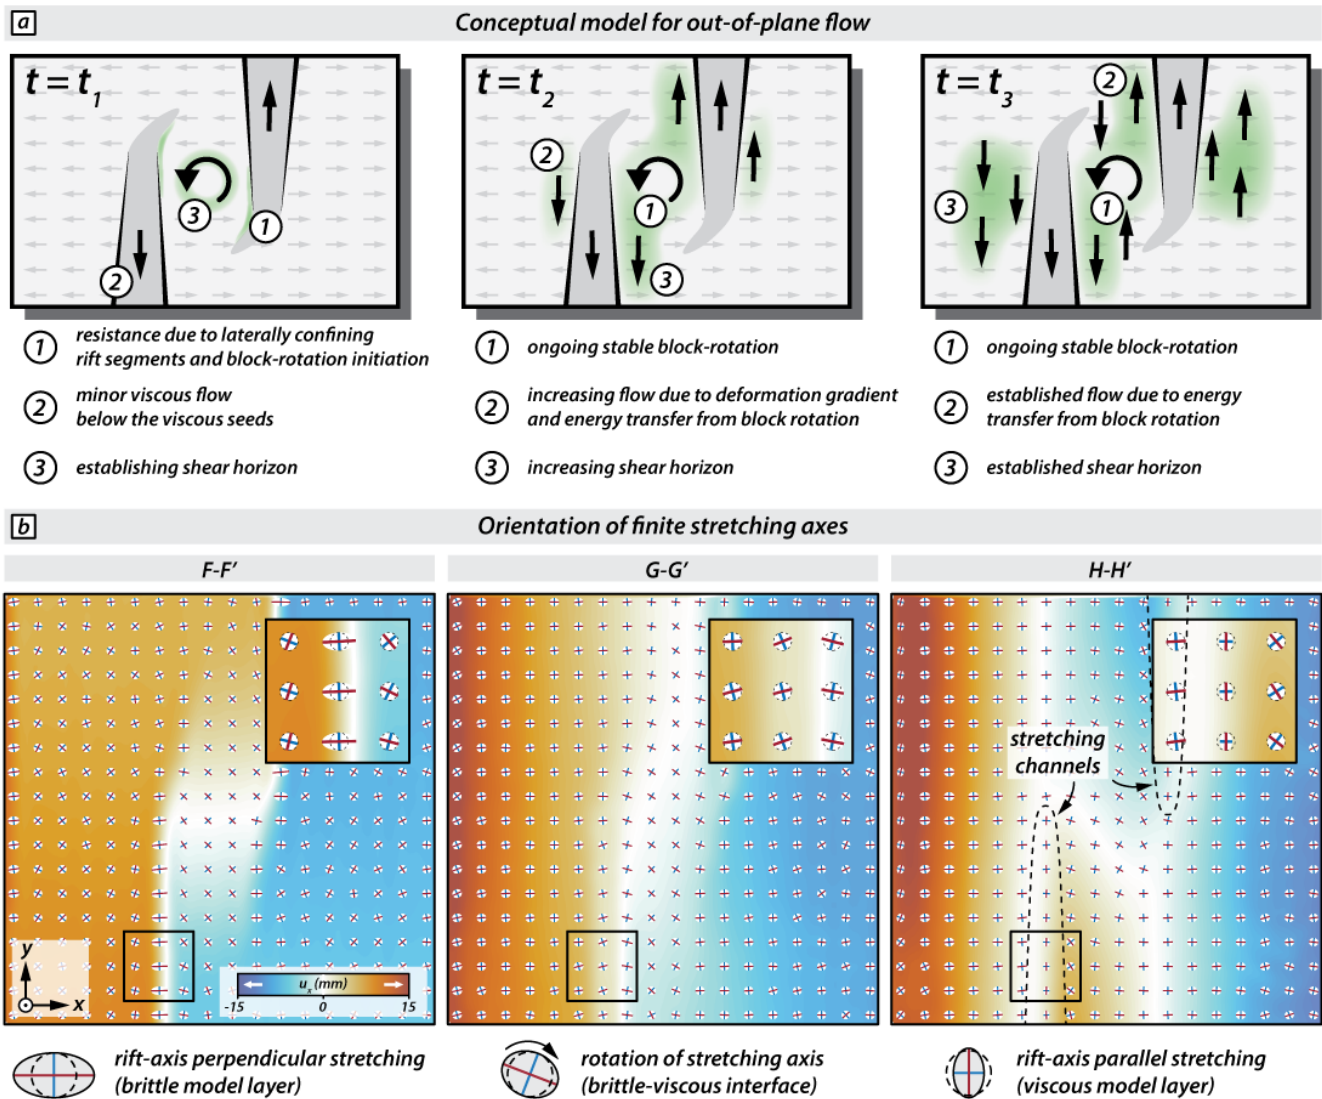 a
Conceptual model for out-of-plane flow
t = t1
3
1
2
t = t2
2
1
3
t = t3
2
3
1
1 resistance due to laterally confining
rift segments and block-rotation initiation
2 minor viscous flow
below the viscous seeds
3 establishing shear horizon
1 ongoing stable block-rotation
2 increasing flow due to deformation gradient
and energy transfer from block rotation
3 increasing shear horizon
1 ongoing stable block-rotation
2 established flow due to energy
transfer from block rotation
3 established shear horizon
b
Orientation of finite stretching axes
F-F′
G-G′
H-H′
stretching
channels
y
x
ux (mm)
-15 0 15
rift-axis perpendicular stretching
(brittle model layer)
rotation of stretching axis
(brittle-viscous interface)
rift-axis parallel stretching
(viscous model layer)